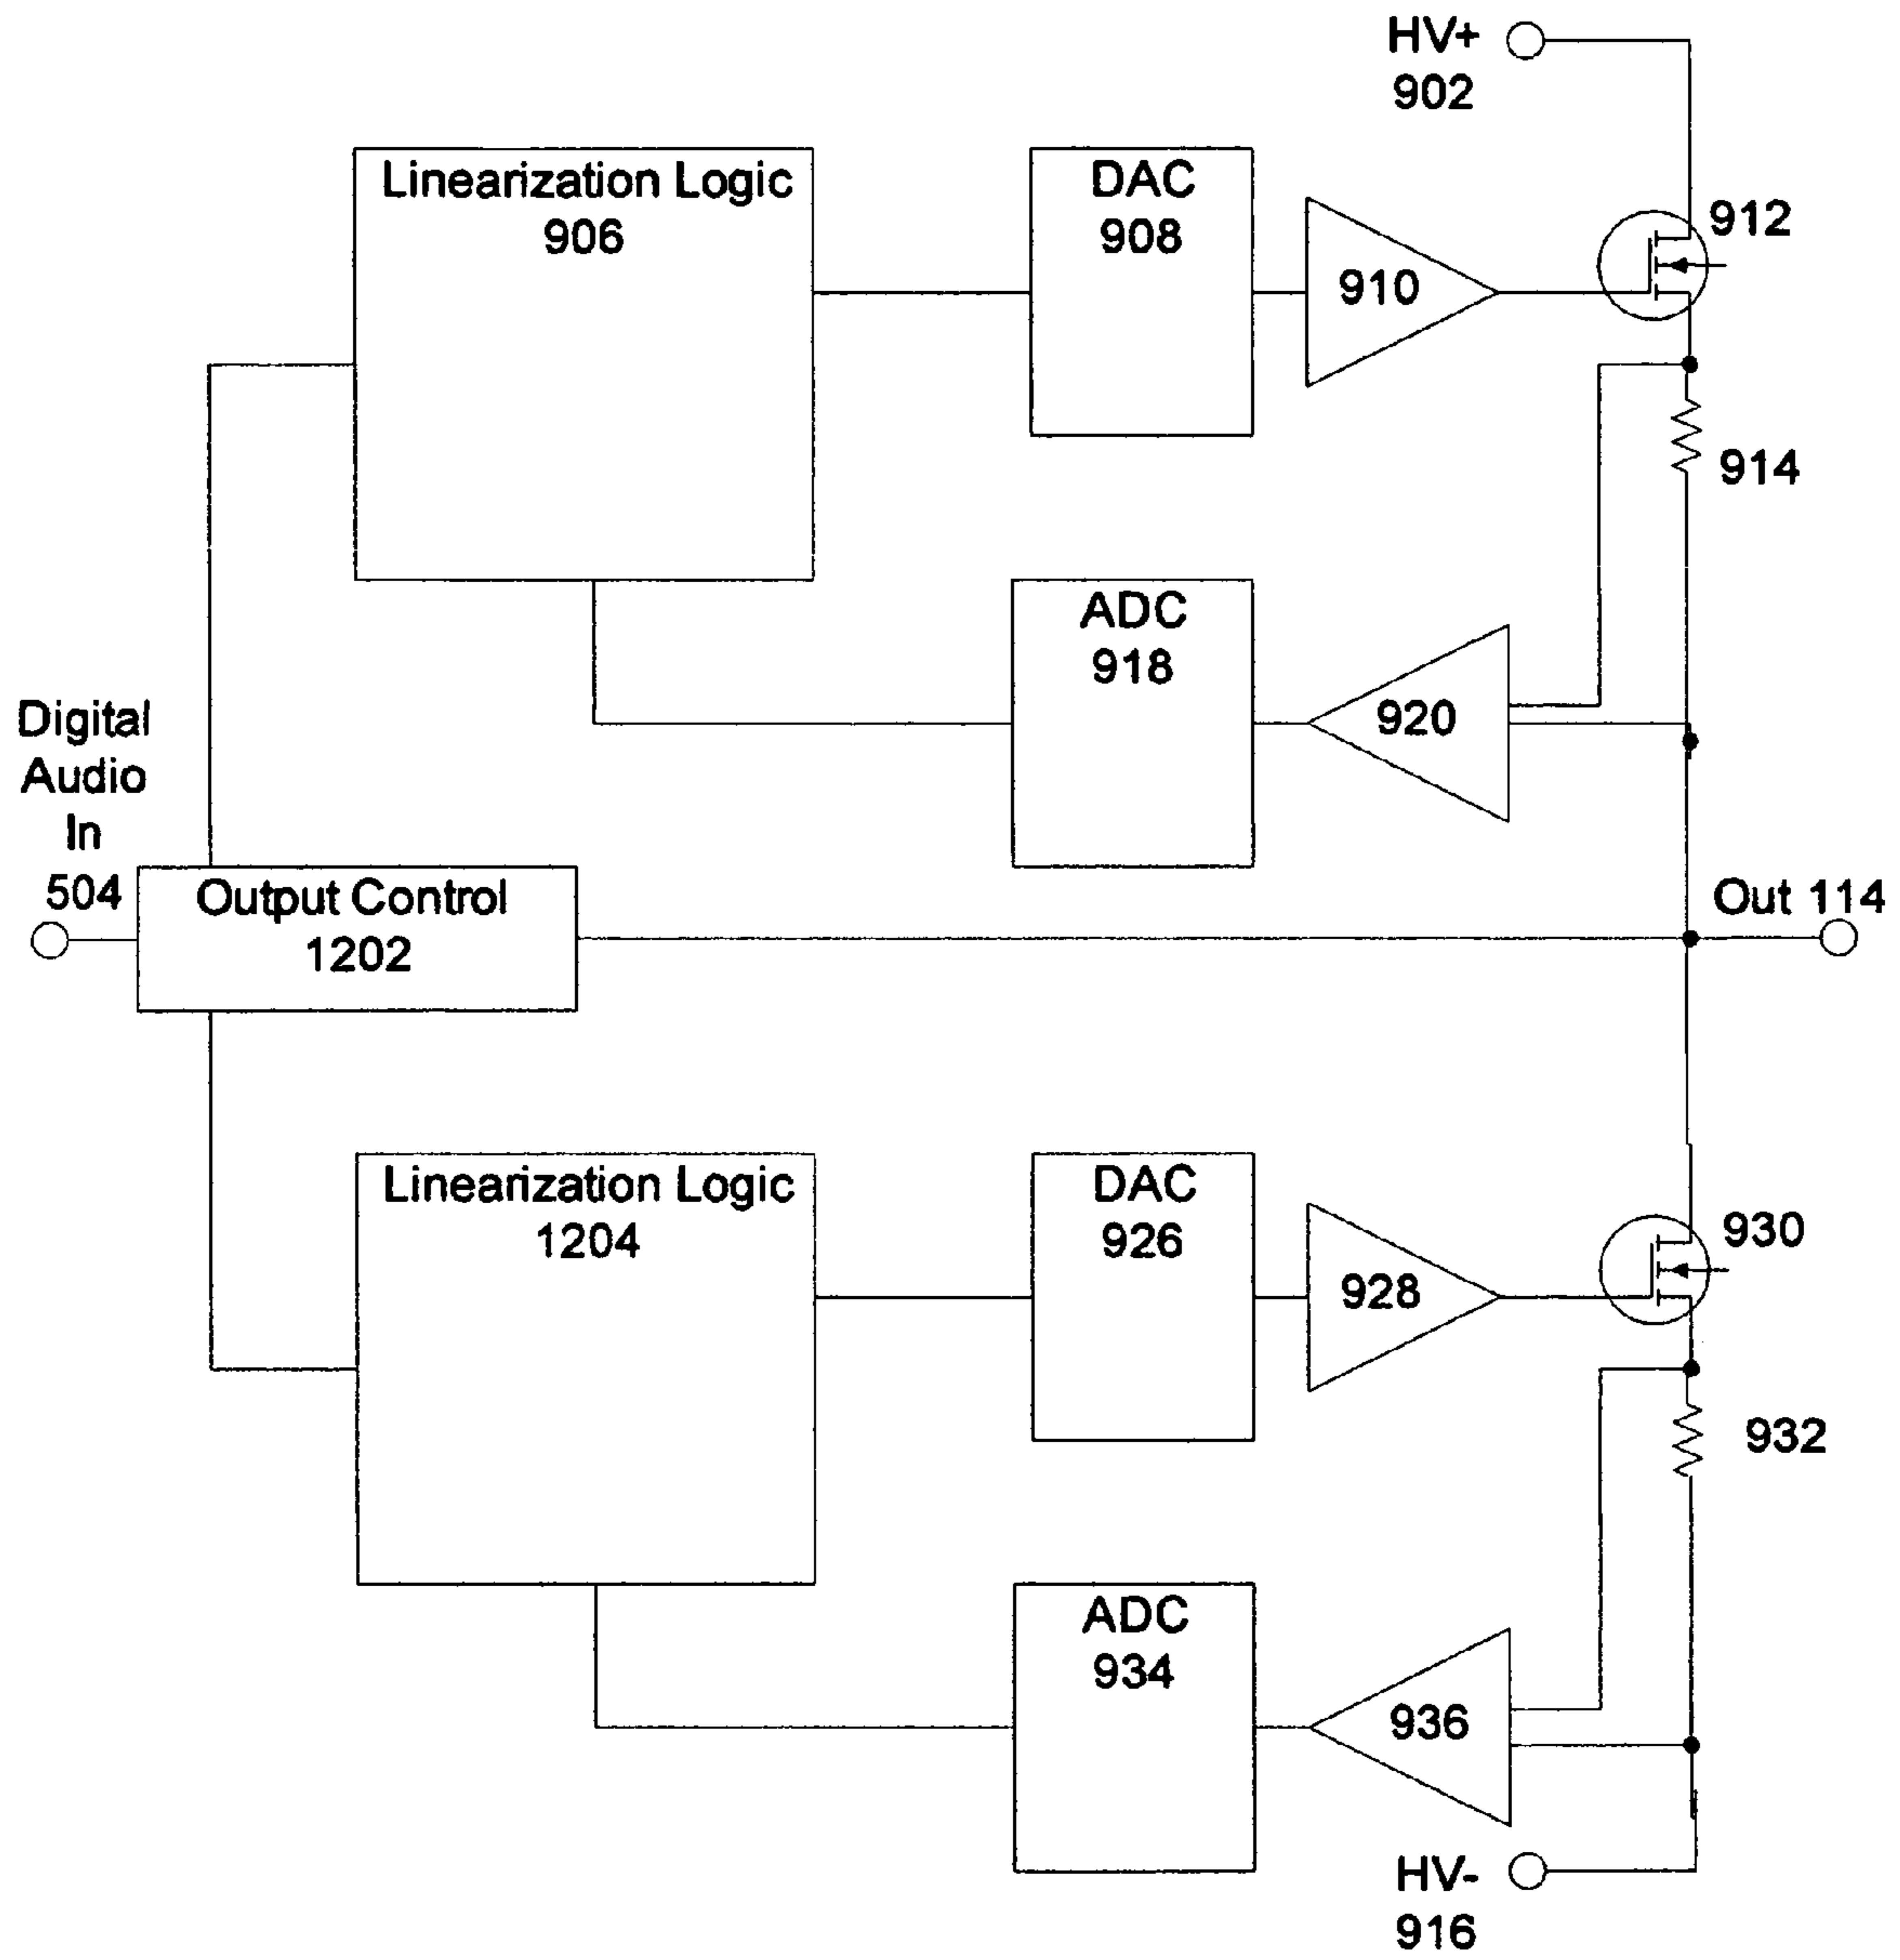 HV+
902
Linearization Logic
906
DAC
908
910
912
914
ADC
918
920
Digital
Audio
In
504
Output Control
1202
Out 114
Linearization Logic
1204
DAC
926
928
930
932
ADC
934
936
HV-
916